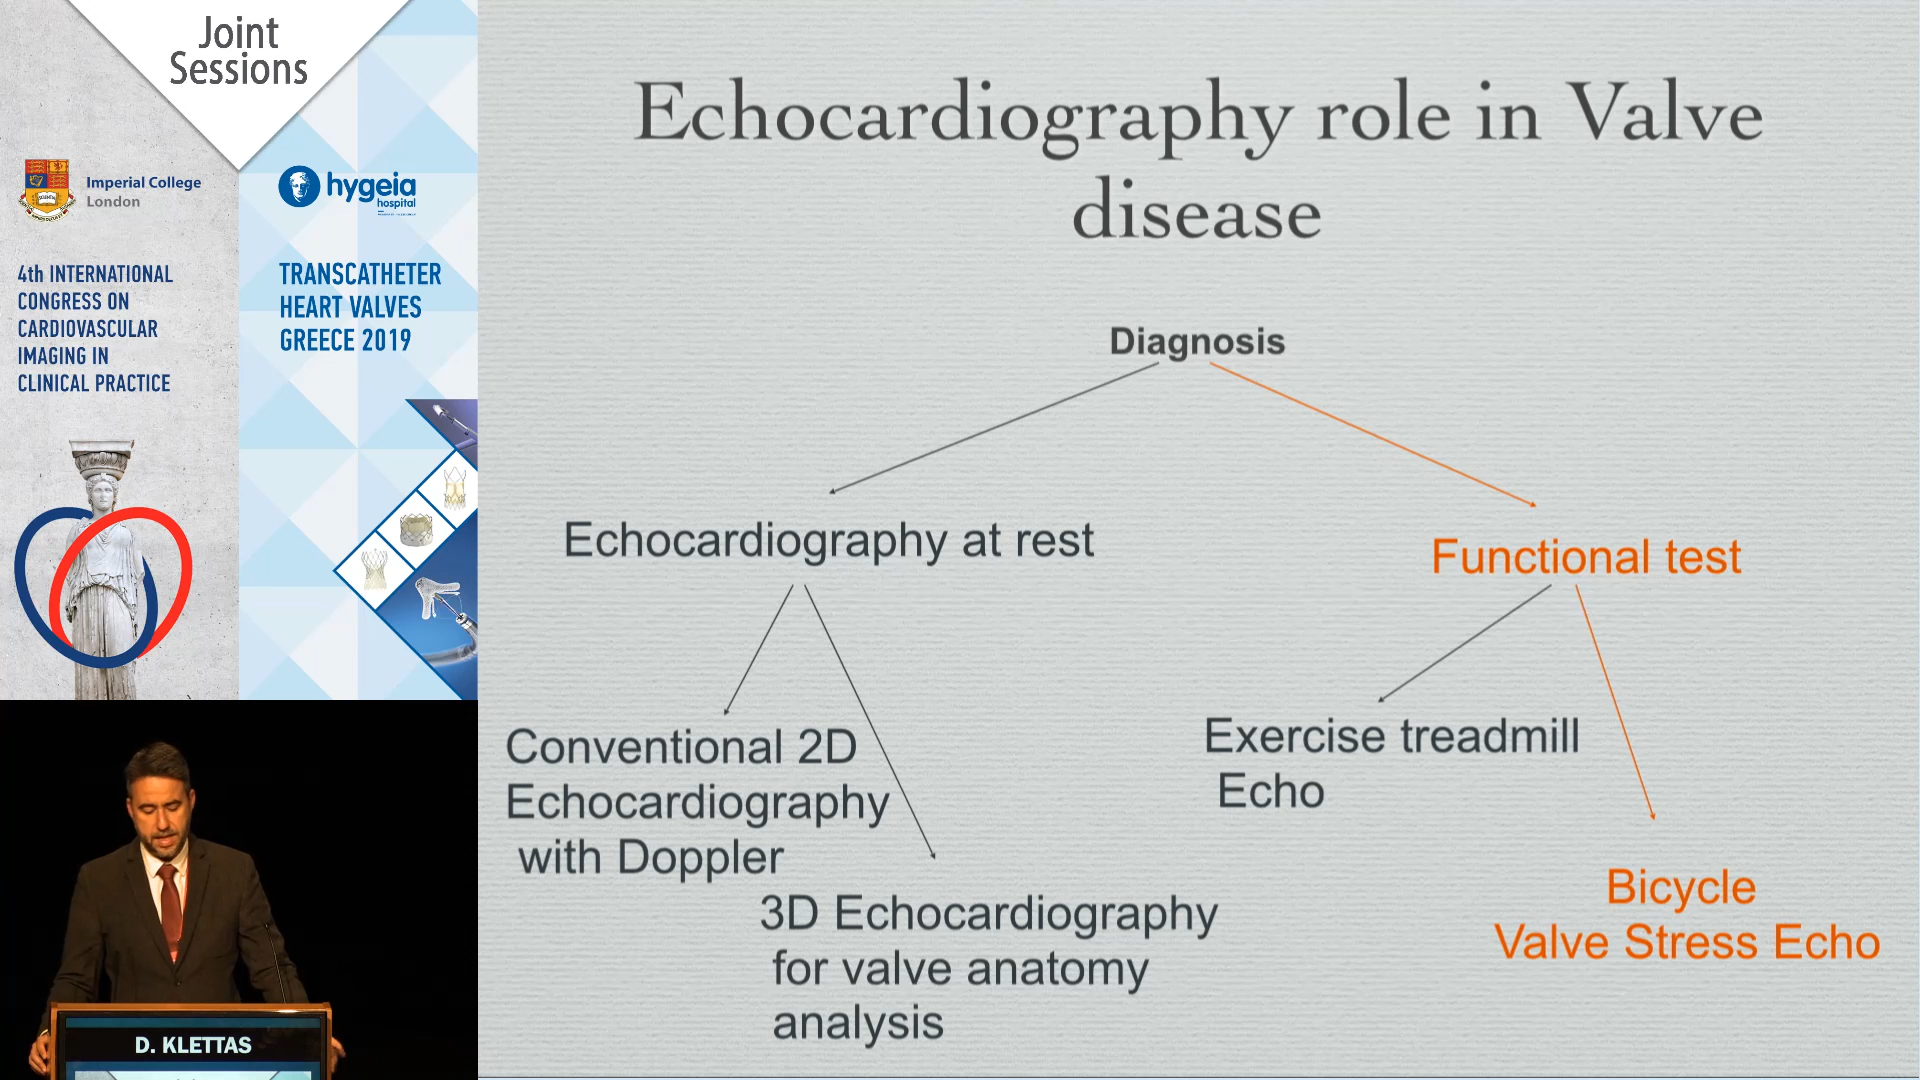 Joint
Sessions
Imperial College
London
hygeia
hospital
4th INTERNATIONAL
CONGRESS ON
CARDIOVASCULAR
IMAGING IN
CLINICAL PRACTICE
TRANSCATHETER
HEART VALVES
GREECE 2019
Echocardiography role in Valve
disease
Diagnosis
Echocardiography at rest
Functional test
Conventional 2D
Echocardiography
with Doppler
3D Echocardiography
for valve anatomy
analysis
Exercise treadmill
Echo
Bicycle
Valve Stress Echo
D. KLETTAS